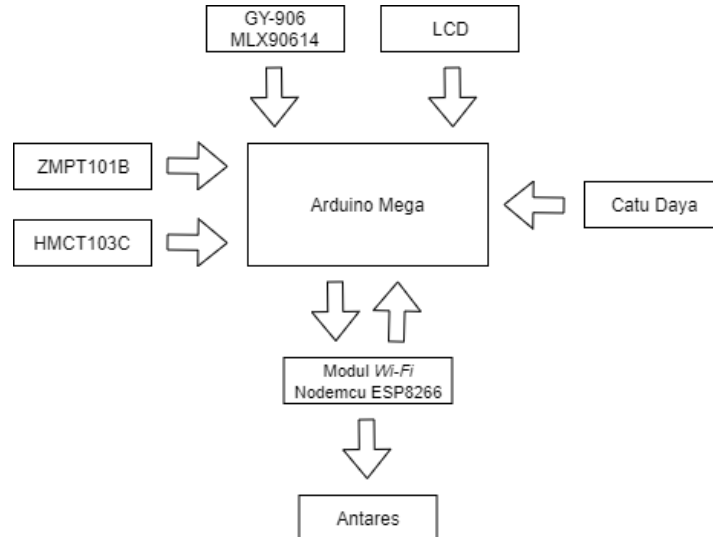 GY-906
MLX90614
LCD
ZMPT101B
Arduino Mega
Catu Daya
HMCT103C
Modul Wi-Fi
Nodemcu ESP8266
Antares